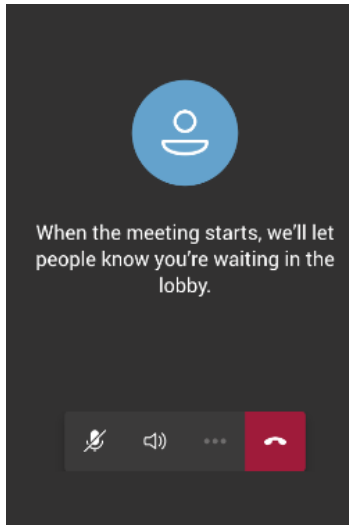 When the meeting starts, we'll let
people know you're waiting in the
lobby.